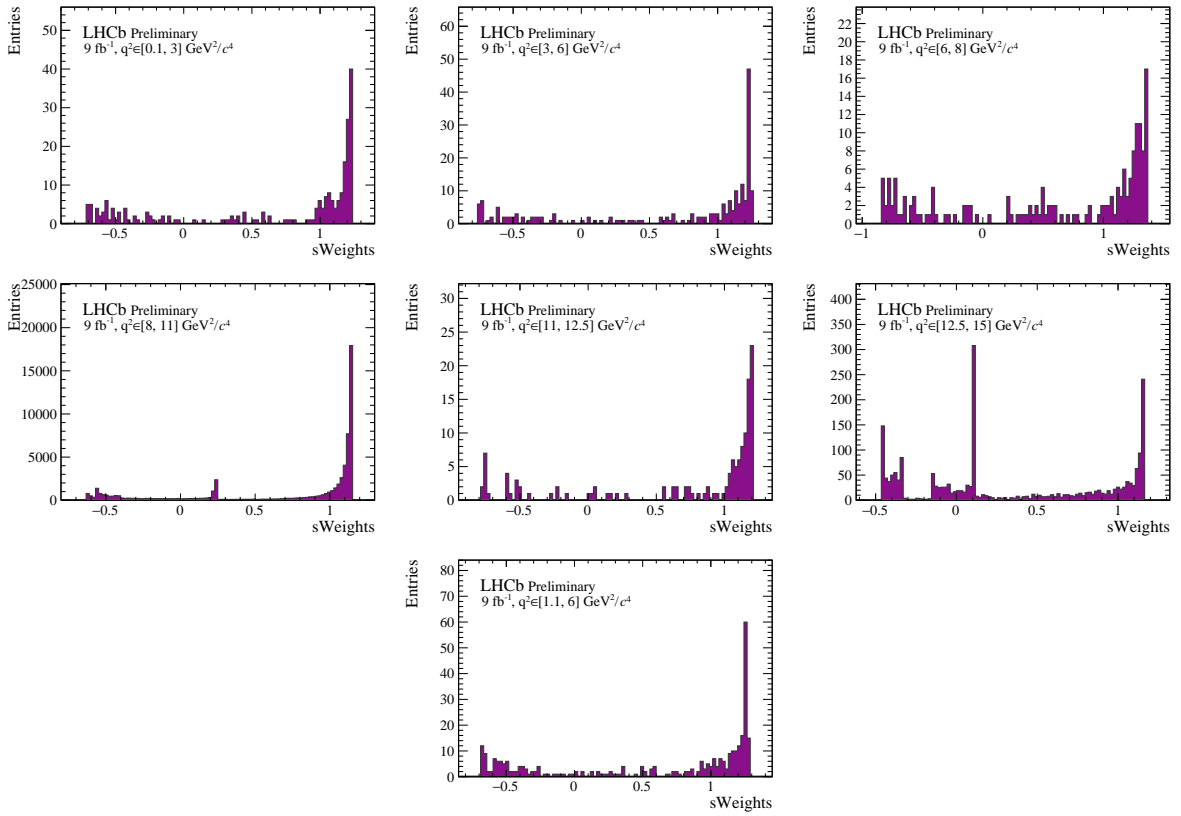 Entries
50
40
30
20
10
0
LHCb Preliminary
9 fb⁻¹, q²∈[0.1, 3] GeV²/c⁴
−0.5 0 0.5 1
sWeights
Entries
60
50
40
30
20
10
0
LHCb Preliminary
9 fb⁻¹, q²∈[3, 6] GeV²/c⁴
−0.5 0 0.5 1
sWeights
Entries
22
20
18
16
14
12
10
8
6
4
2
0
LHCb Preliminary
9 fb⁻¹, q²∈[6, 8] GeV²/c⁴
−1 0 1
sWeights
Entries
25000
20000
15000
10000
5000
0
LHCb Preliminary
9 fb⁻¹, q²∈[8, 11] GeV²/c⁴
−0.5 0 0.5 1
sWeights
Entries
30
25
20
15
10
5
0
LHCb Preliminary
9 fb⁻¹, q²∈[11, 12.5] GeV²/c⁴
−0.5 0 0.5 1
sWeights
Entries
400
350
300
250
200
150
100
50
0
LHCb Preliminary
9 fb⁻¹, q²∈[12.5, 15] GeV²/c⁴
−0.5 0 0.5 1
sWeights
Entries
80
70
60
50
40
30
20
10
0
LHCb Preliminary
9 fb⁻¹, q²∈[1.1, 6] GeV²/c⁴
−0.5 0 0.5 1
sWeights